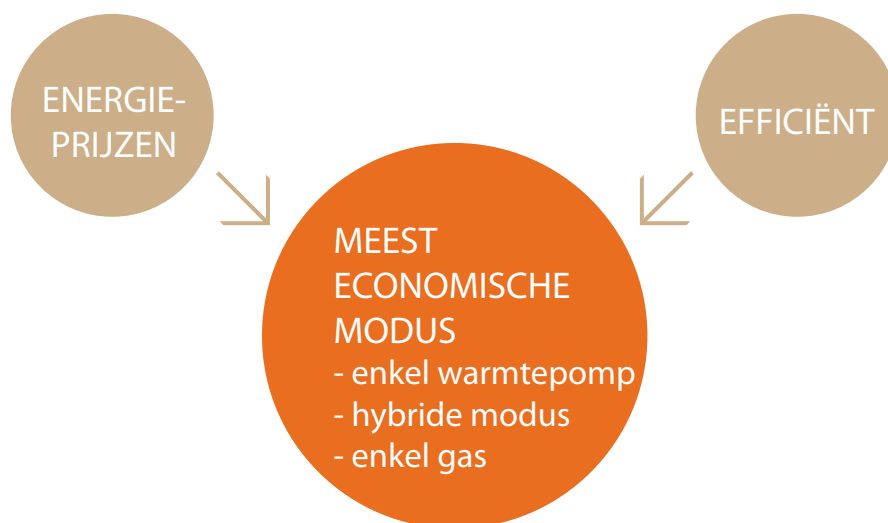 ENERGIE-
PRIJZEN
EFFICIËNT
MEEST
ECONOMISCHE
MODUS
- enkel warmtepomp
- hybride modus
- enkel gas